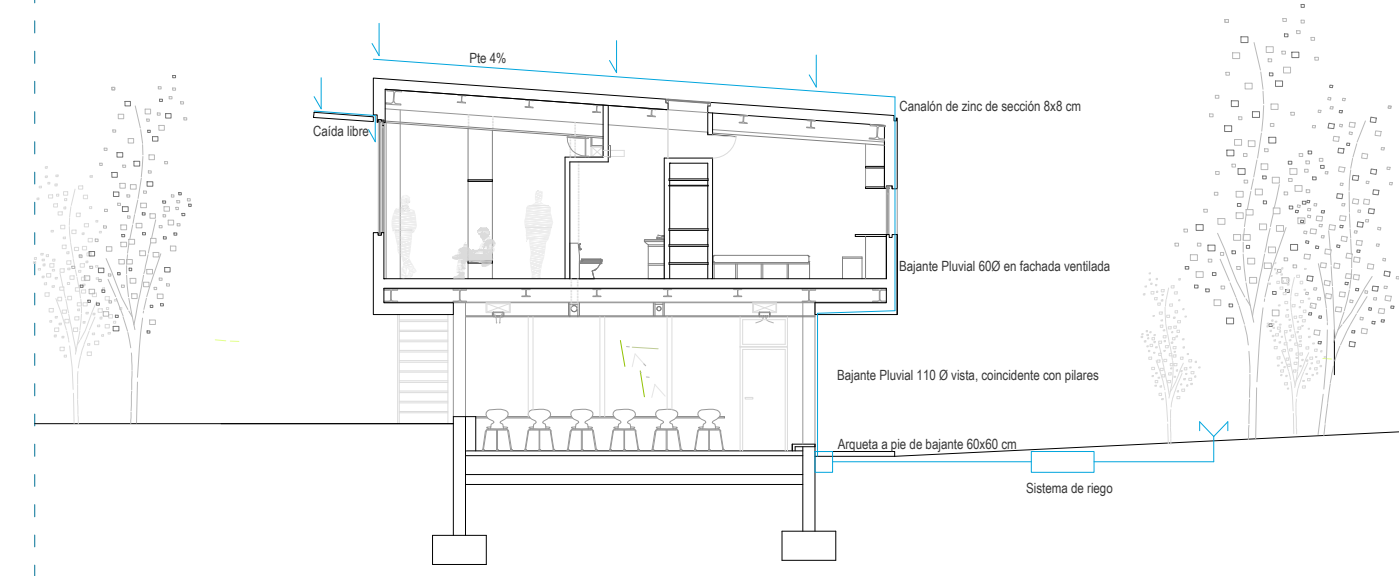 Pte 4%
Canalón de zinc de sección 8x8 cm
Caída libre
Bajante Pluvial 60Ø en fachada ventilada
Bajante Pluvial 110 Ø vista, coincidente con pilares
Arqueta a pie de bajante 60x60 cm
Sistema de riego